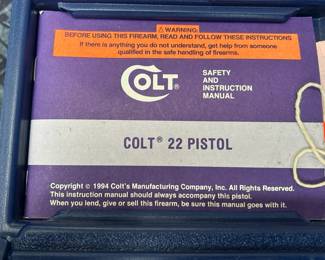 ⚠ WARNING
BEFORE USING THIS FIREARM, READ AND FOLLOW THESE INSTRUCTIONS
If there is anything you do not understand, get help from someone
qualified in the safe handling of firearms.
COLT
SAFETY
AND
INSTRUCTION
MANUAL
COLT® 22 PISTOL
Copyright © 1994 Colt's Manufacturing Company, Inc. All Rights Reserved.
This instruction manual should always accompany this pistol.
When you lend, give or sell this firearm, be sure this manual goes with it.